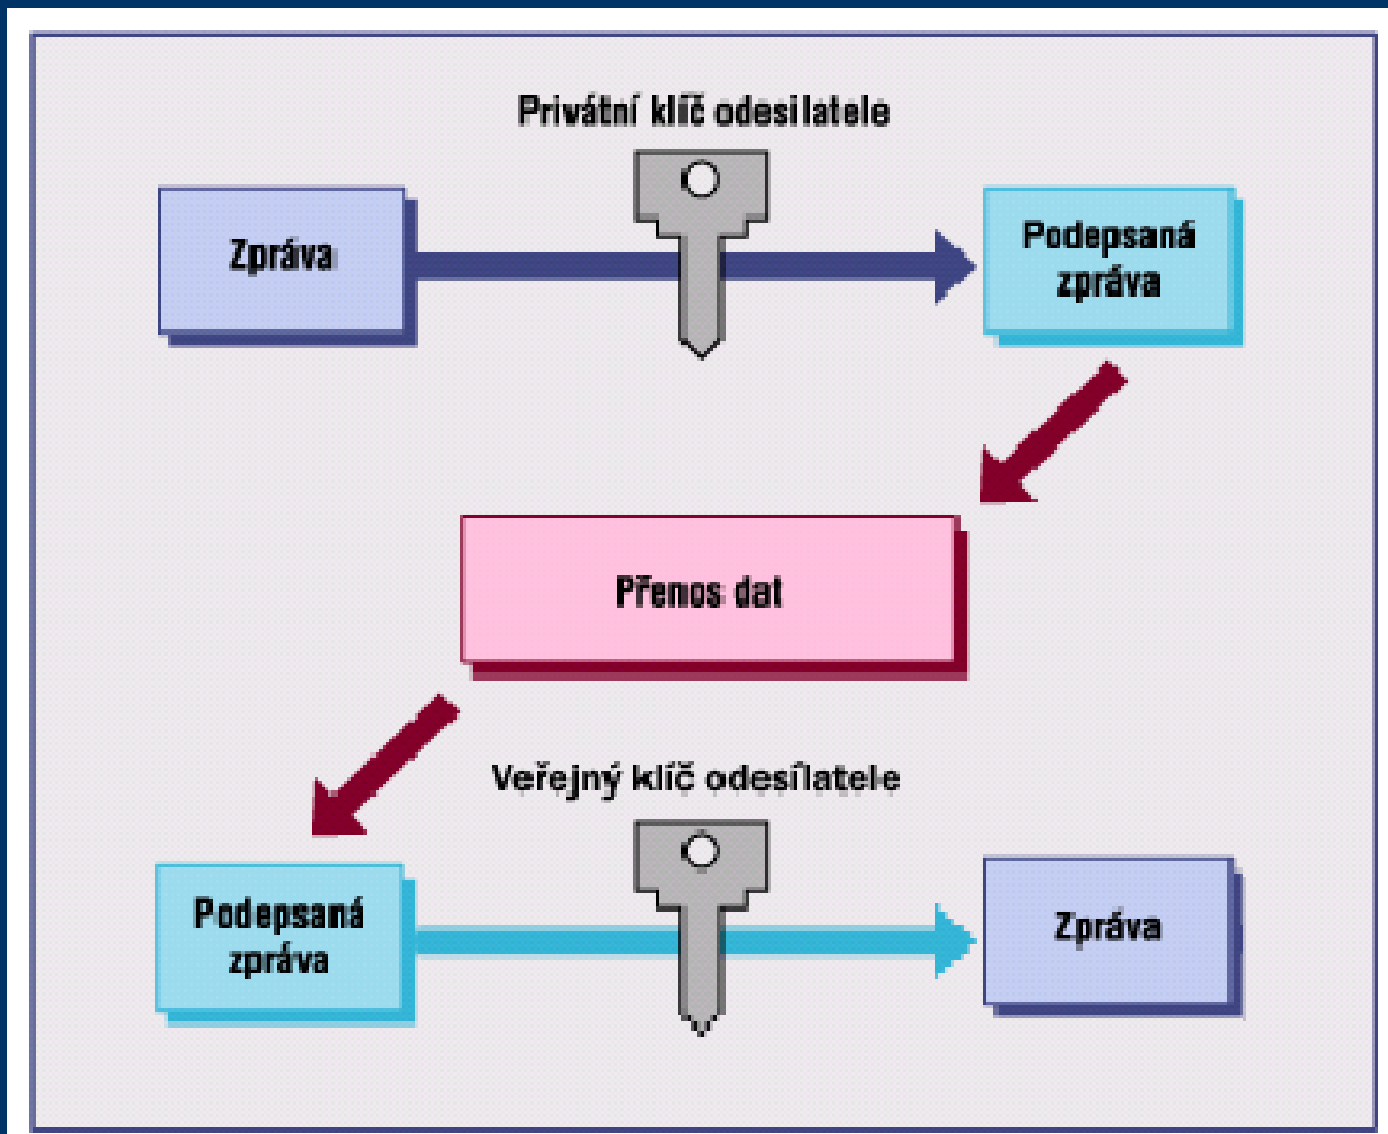 Privátní klíč odesilatele
Zpráva
Podepsaná
zpráva
Přenos dat
Veřejný klíč odesílatele
Podepsaná
zpráva
Zpráva